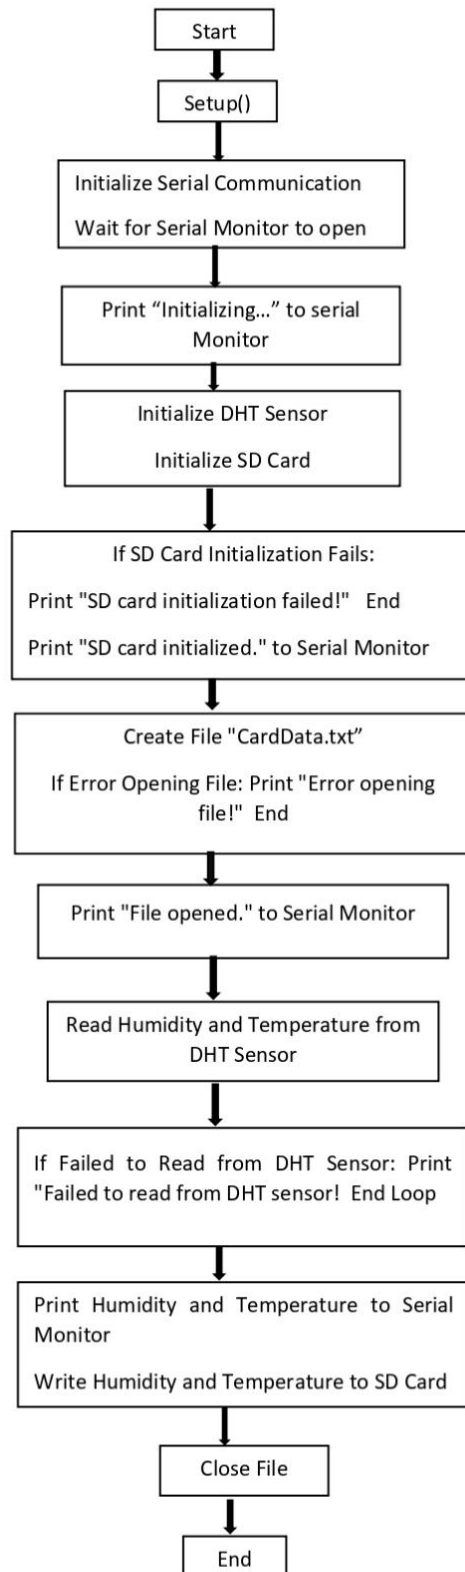 Start
Setup()
Initialize Serial Communication
Wait for Serial Monitor to open
Print “Initializing...” to serial
Monitor
Initialize DHT Sensor
Initialize SD Card
If SD Card Initialization Fails:
Print "SD card initialization failed!" End
Print "SD card initialized." to Serial Monitor
Create File "CardData.txt”
If Error Opening File: Print "Error opening
file!" End
Print "File opened." to Serial Monitor
Read Humidity and Temperature from
DHT Sensor
If Failed to Read from DHT Sensor: Print
"Failed to read from DHT sensor! End Loop
Print Humidity and Temperature to Serial
Monitor
Write Humidity and Temperature to SD Card
Close File
End